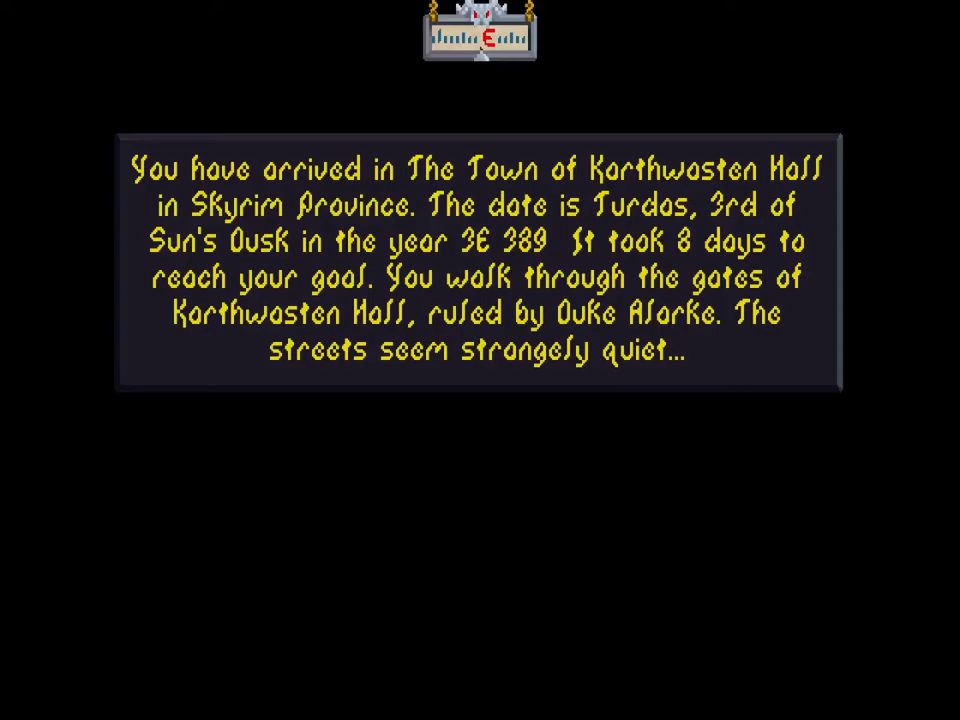 E
You have arrived in The Town of Karthwasten Hall
in Skyrim Province. The date is Turdas, 3rd of
Sun's Dusk in the year 3E 389 It took 8 days to
reach your goal. You walk through the gates of
Karthwasten Hall, ruled by Duke Alarke. The
streets seem strangely quiet...